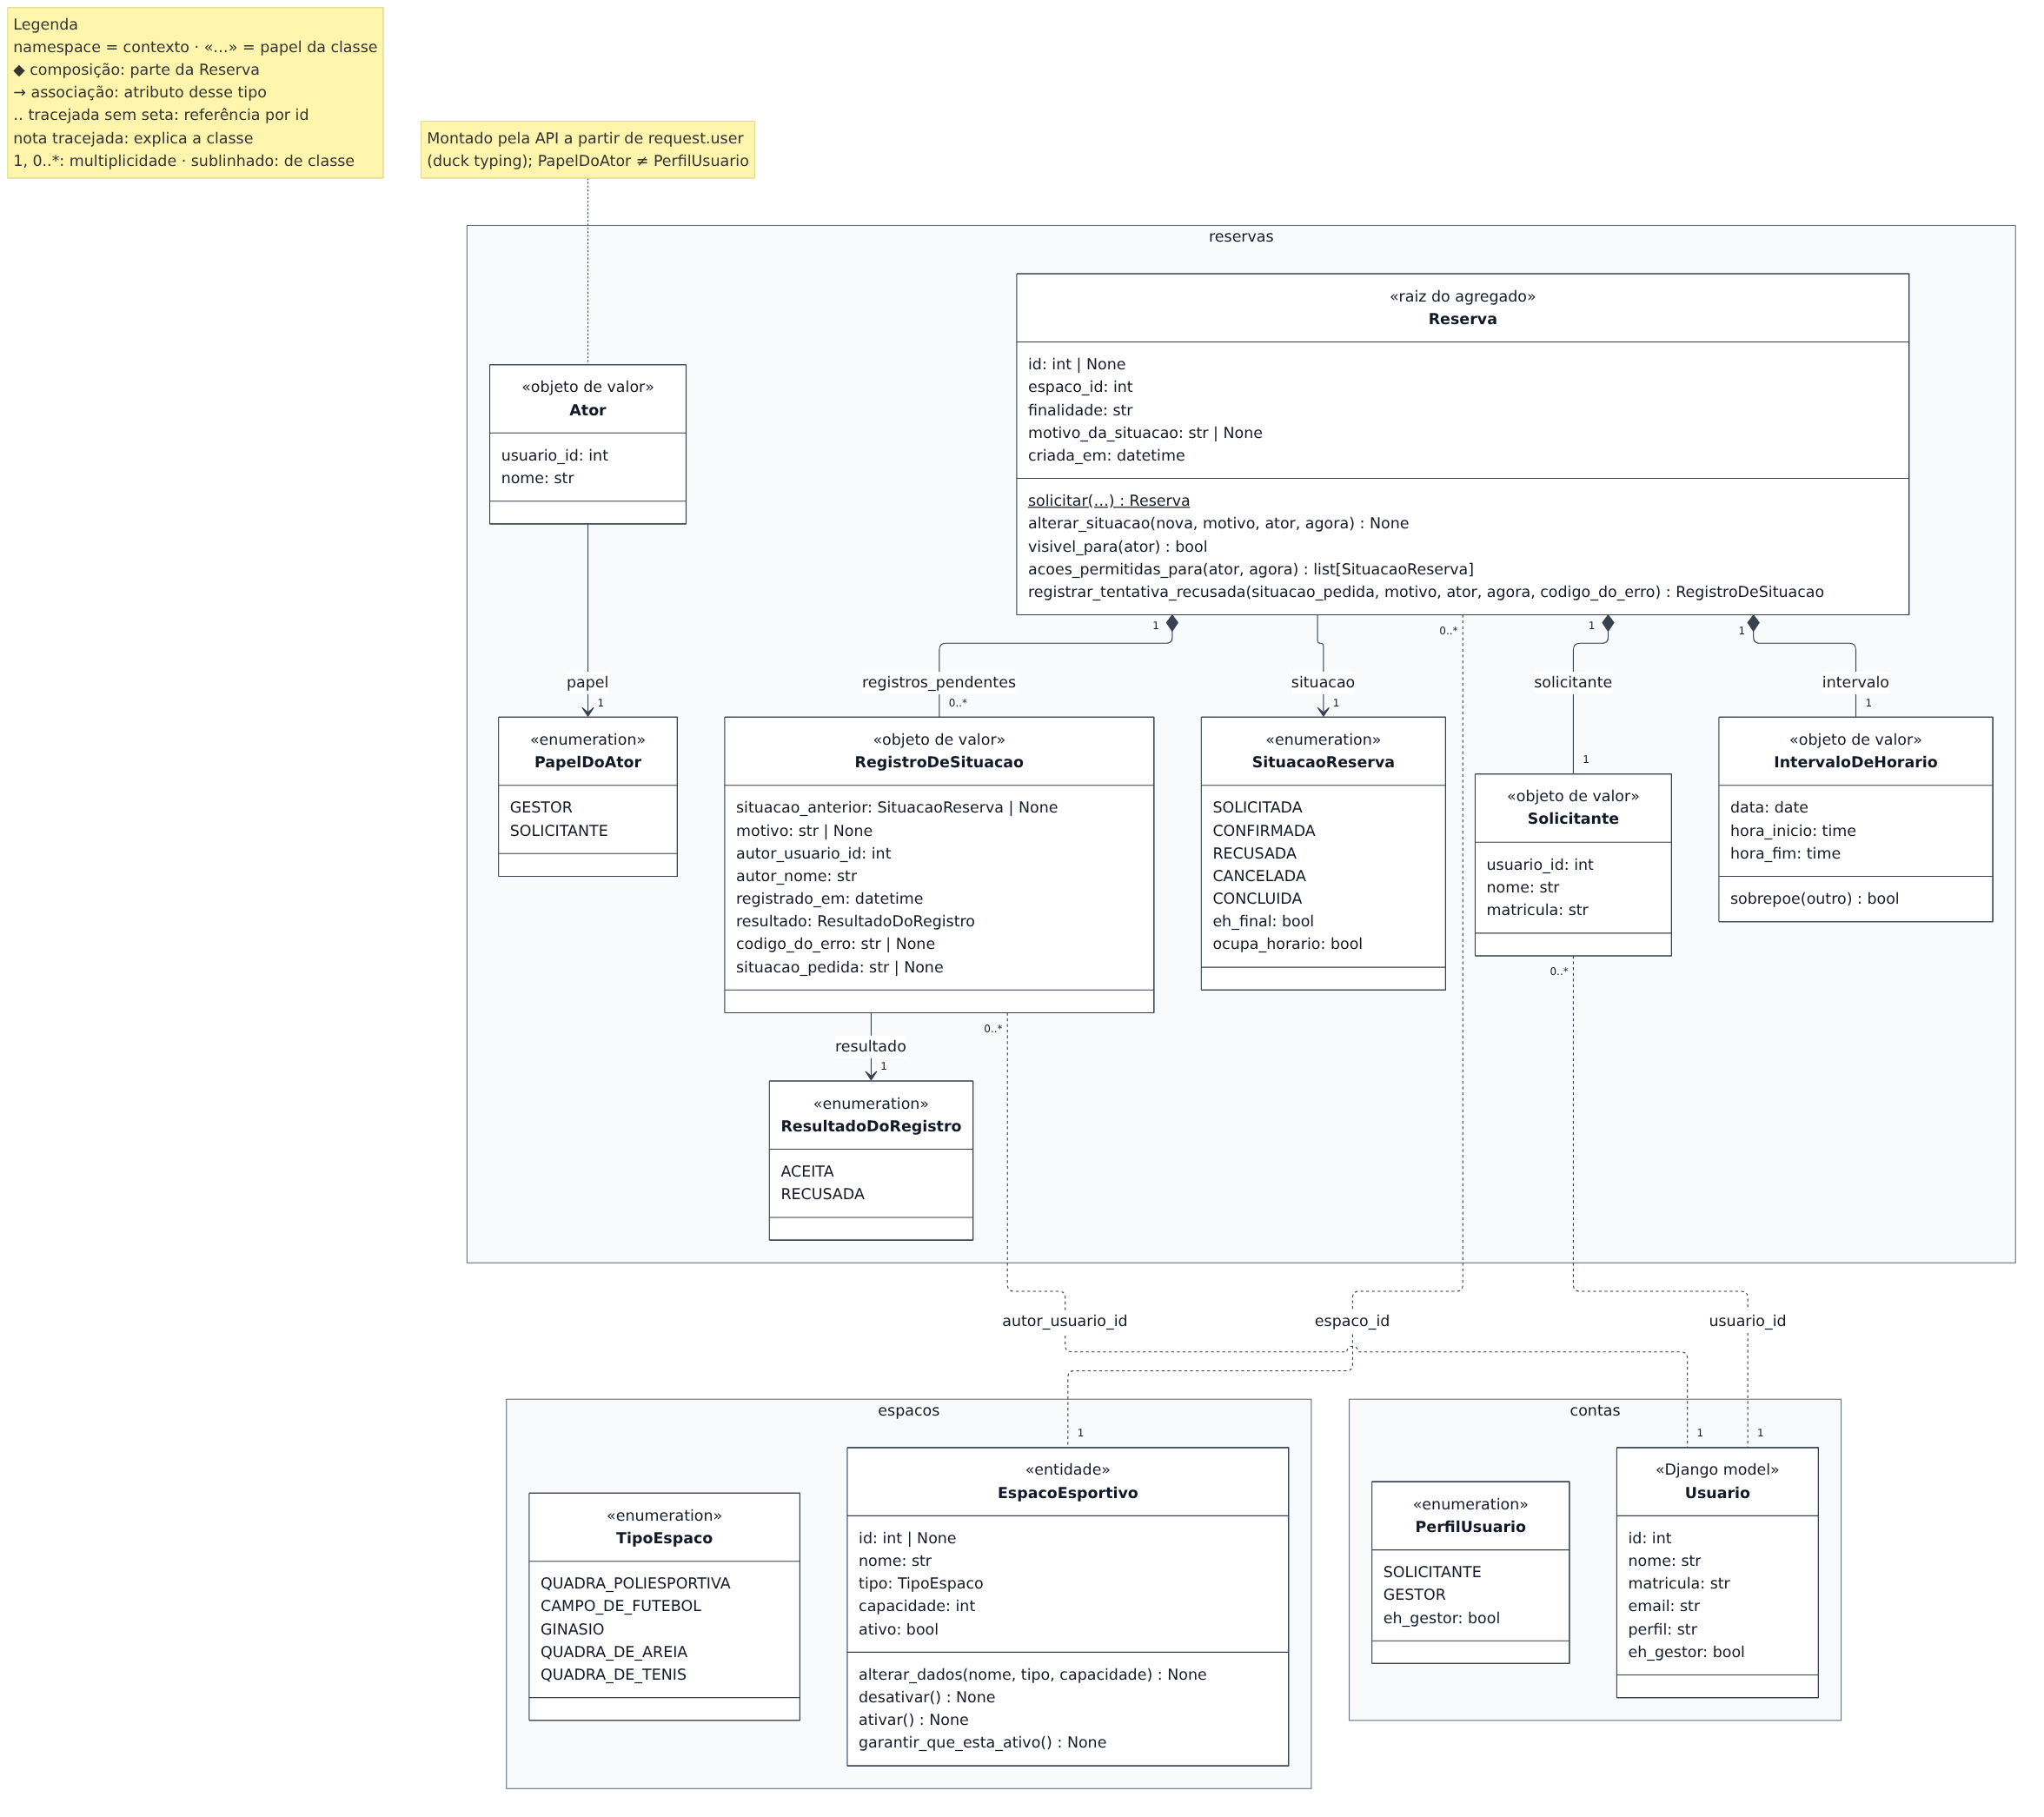 Legenda
namespace = contexto · «...» = papel da classe
◆ composição: parte da Reserva
→ associação: atributo desse tipo
.. tracejada sem seta: referência por id
nota tracejada: explica a classe
1, 0..*: multiplicidade · sublinhado: de classe
Montado pela API a partir de request.user
(duck typing); PapelDoAtor ≠ PerfilUsuario
reservas
«raiz do agregado»
Reserva
id: int | None
espaco_id: int
finalidade: str
motivo_da_situacao: str | None
criada_em: datetime
solicitar(...) : Reserva
alterar_situacao(nova, motivo, ator, agora) : None
visivel_para(ator) : bool
acoes_permitidas_para(ator, agora) : list[SituacaoReserva]
registrar_tentativa_recusada(situacao_pedida, motivo, ator, agora, codigo_do_erro) : RegistroDeSituacao
«objeto de valor»
Ator
usuario_id: int
nome: str
1
0..*
1
1
papel
registros_pendentes
situacao
solicitante
intervalo
1
0..*
1
1
1
«enumeration»
PapelDoAtor
GESTOR
SOLICITANTE
«objeto de valor»
RegistroDeSituacao
situacao_anterior: SituacaoReserva | None
motivo: str | None
autor_usuario_id: int
autor_nome: str
registrado_em: datetime
resultado: ResultadoDoRegistro
codigo_do_erro: str | None
situacao_pedida: str | None
«enumeration»
SituacaoReserva
SOLICITADA
CONFIRMADA
RECUSADA
CANCELADA
CONCLUIDA
eh_final: bool
ocupa_horario: bool
«objeto de valor»
Solicitante
usuario_id: int
nome: str
matricula: str
«objeto de valor»
IntervaloDeHorario
data: date
hora_inicio: time
hora_fim: time
sobrepoe(outro) : bool
0..*
0..*
resultado
1
«enumeration»
ResultadoDoRegistro
ACEITA
RECUSADA
autor_usuario_id
espaco_id
usuario_id
espacos
1
«enumeration»
TipoEspaco
QUADRA_POLIESPORTIVA
CAMPO_DE_FUTEBOL
GINASIO
QUADRA_DE_AREIA
QUADRA_DE_TENIS
«entidade»
EspacoEsportivo
id: int | None
nome: str
tipo: TipoEspaco
capacidade: int
ativo: bool
alterar_dados(nome, tipo, capacidade) : None
desativar() : None
ativar() : None
garantir_que_esta_ativo() : None
contas
1
1
«enumeration»
PerfilUsuario
SOLICITANTE
GESTOR
eh_gestor: bool
«Django model»
Usuario
id: int
nome: str
matricula: str
email: str
perfil: str
eh_gestor: bool